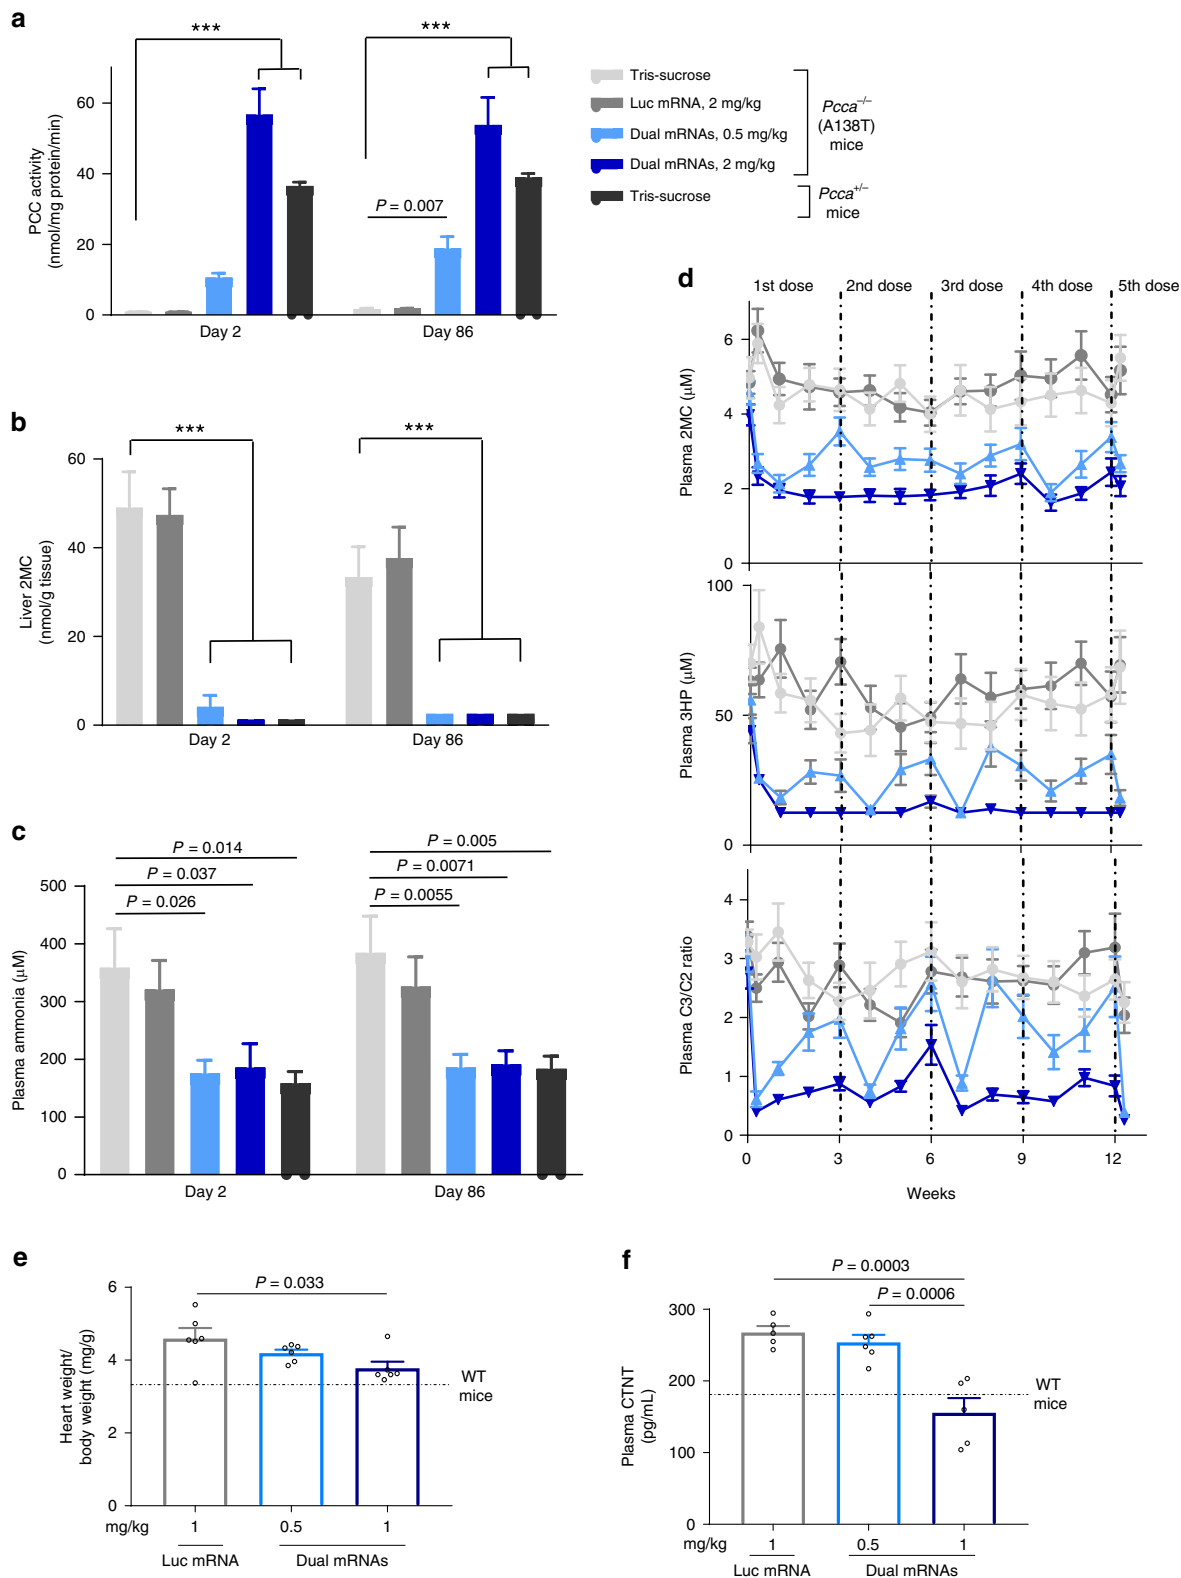 a
***
***
PCC activity
(nmol/mg protein/min)
60
40
20
0
P = 0.007
Day 2
Day 86
Tris-sucrose
Luc mRNA, 2 mg/kg
Dual mRNAs, 0.5 mg/kg
Dual mRNAs, 2 mg/kg
Tris-sucrose
Pcca–/–
(A138T)
mice
Pcca+/–
mice
b
***
***
Liver 2MC
(nmol/g tissue)
60
40
20
0
Day 2
Day 86
c
P = 0.014
P = 0.037
P = 0.026
P = 0.005
P = 0.0071
P = 0.0055
Plasma ammonia (μM)
500
400
300
200
100
0
Day 2
Day 86
d
1st dose
2nd dose
3rd dose
4th dose
5th dose
Plasma 2MC (μM)
6
4
2
0
Plasma 3HP (μM)
100
50
0
Plasma C3/C2 ratio
4
3
2
1
0
0
3
6
9
12
Weeks
e
P = 0.033
Heart weight/
body weight (mg/g)
6
4
2
0
WT
mice
mg/kg
1
0.5
1
Luc mRNA
Dual mRNAs
f
P = 0.0003
P = 0.0006
Plasma CTNT
(pg/mL)
300
200
100
0
WT
mice
mg/kg
1
0.5
1
Luc mRNA
Dual mRNAs